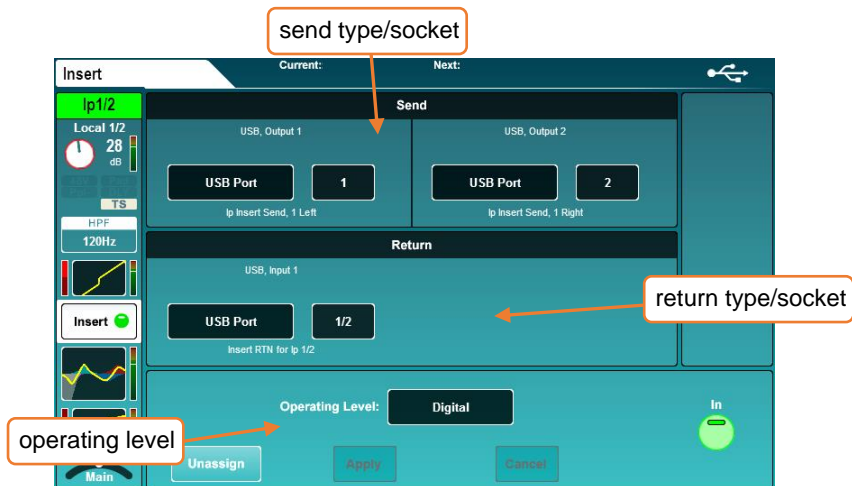 send type/socket
Insert
Current:
Next:
Ip1/2
Local 1/2
28
dB
TS
HPF
120Hz
Insert
Main
Send
USB, Output 1
USB, Output 2
USB Port
1
USB Port
2
Ip Insert Send, 1 Left
Ip Insert Send, 1 Right
Return
USB, Input 1
USB Port
1/2
Insert RTN for Ip 1/2
return type/socket
Operating Level:
Digital
In
operating level
Unassign
Apply
Cancel